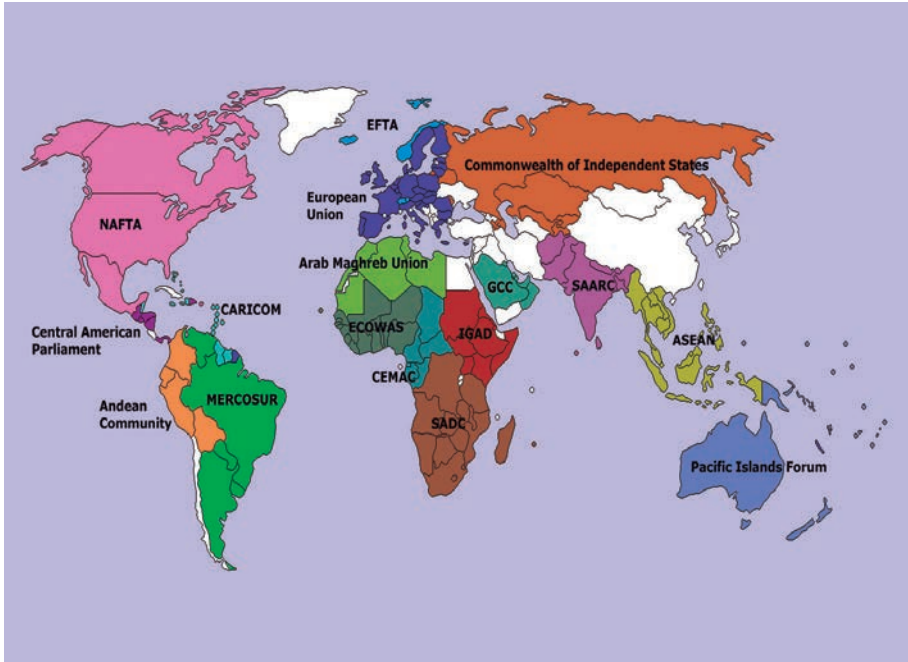 EFTA
Commonwealth of Independent States
European
Union
NAFTA
Arab Maghreb Union
GCC
SAARC
CARICOM
ECOWAS
IGAD
Central American
Parliament
ASEAN
CEMAC
MERCOSUR
Andean
Community
SADC
Pacific Islands Forum